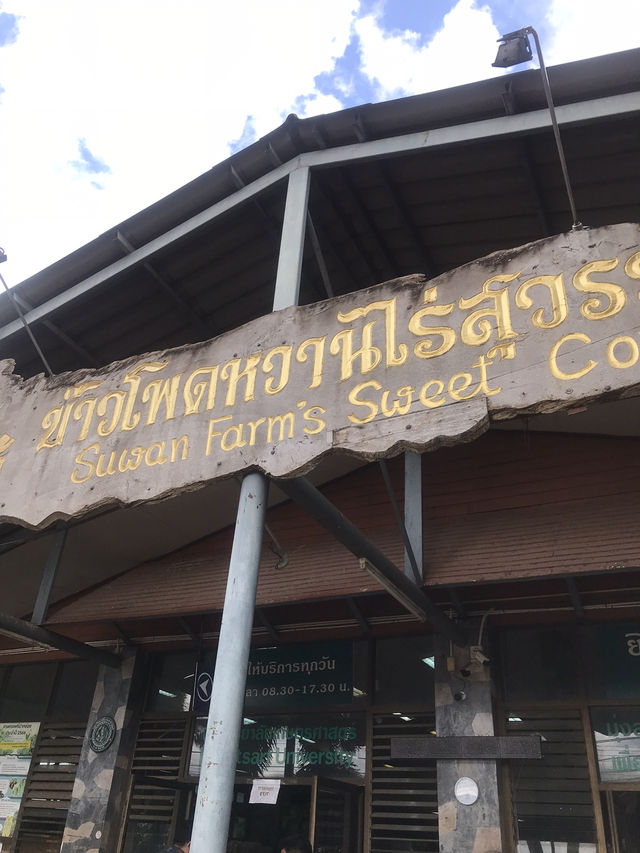 ข้าวโพดหวานไร่สุวรร
Suwan Farm's Sweet Co
ให้บริการทุกวัน
08.30-17.30 น.
University